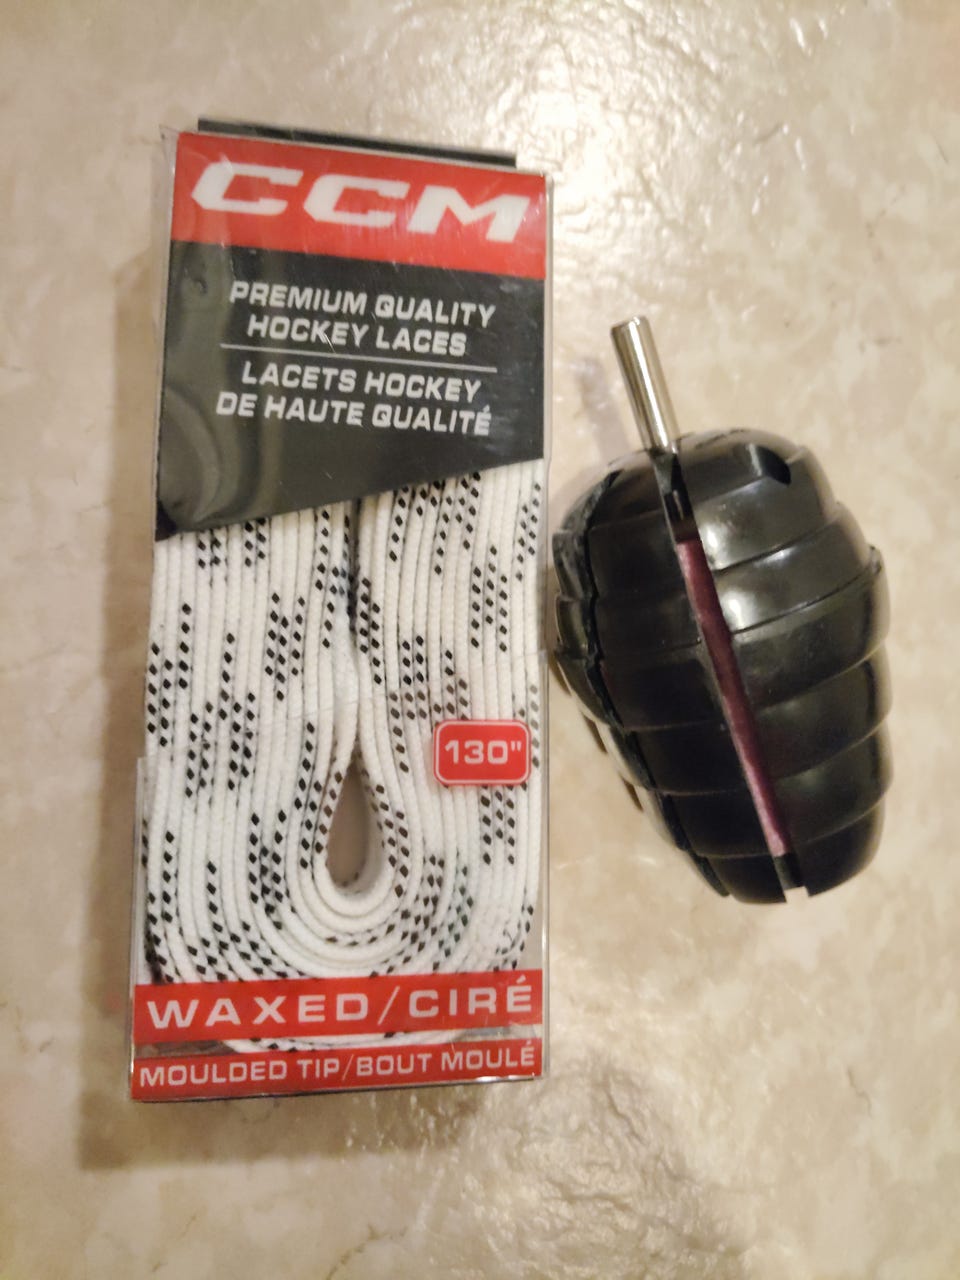 CCM
PREMIUM QUALITY
HOCKEY LACES
LACETS HOCKEY
DE HAUTE QUALITÉ
130"
WAXED/CIRÉ
MOULDED TIP/BOUT MOULÉ